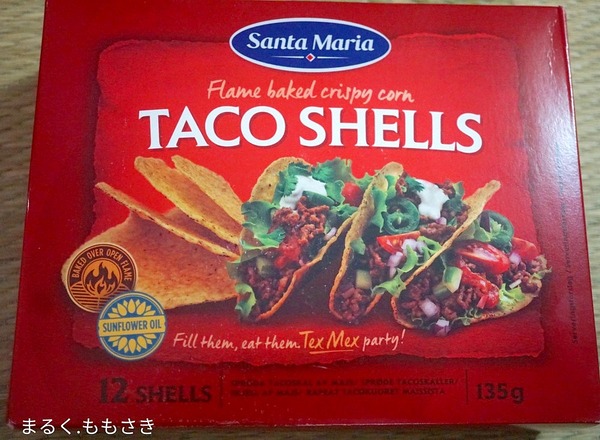 Santa Maria
Flame baked crispy corn
TACO SHELLS
BAKED OVER OPEN FLAME
SUNFLOWER OIL
Fill them, eat them. Tex Mex party!
12 SHELLS
135g
まるく.ももさき